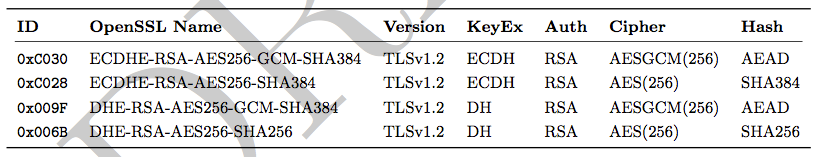 ID OpenSSL Name Version KeyEx Auth Cipher Hash
0xC030 ECDHE-RSA-AES256-GCM-SHA384 TLSv1.2 ECDH RSA AESGCM(256) AEAD
0xC028 ECDHE-RSA-AES256-SHA384 TLSv1.2 ECDH RSA AES(256) SHA384
0x009F DHE-RSA-AES256-GCM-SHA384 TLSv1.2 DH RSA AESGCM(256) AEAD
0x006B DHE-RSA-AES256-SHA256 TLSv1.2 DH RSA AES(256) SHA256